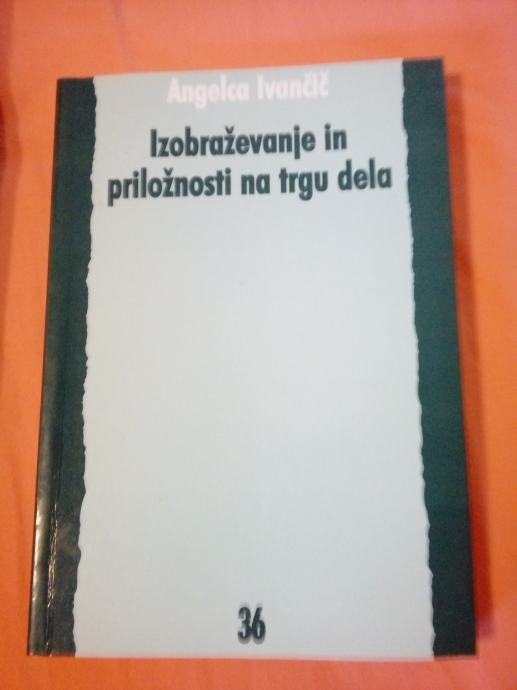 Angelca Ivančič
Izobraževanje in
priložnosti na trgu dela
36